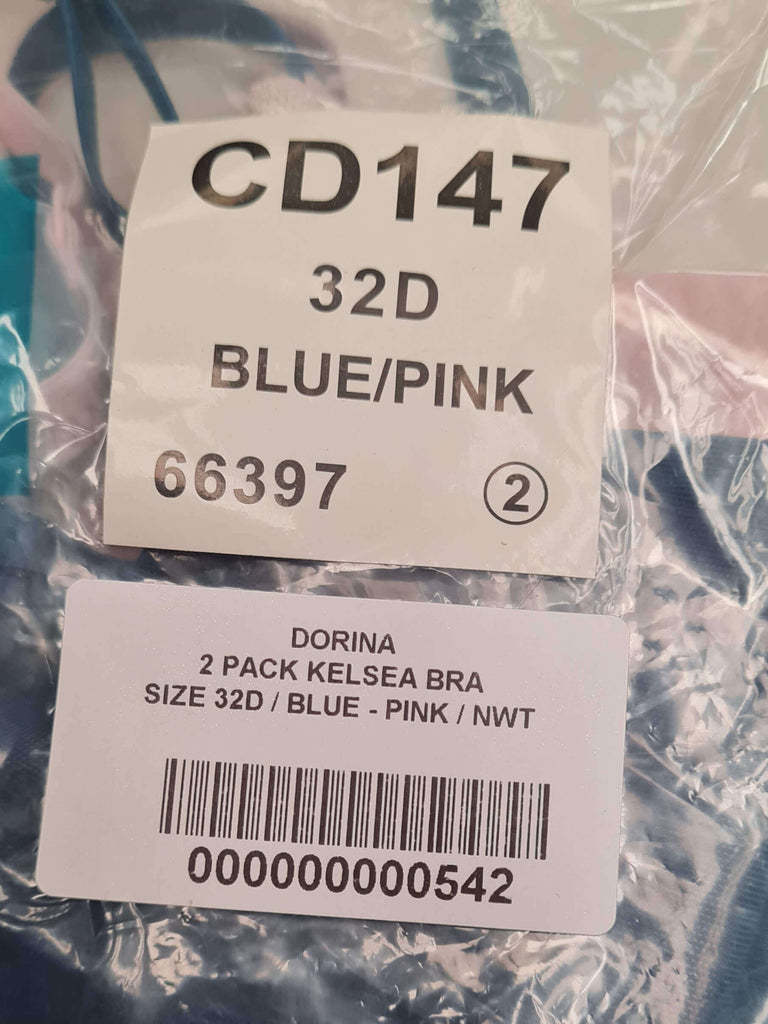 CD147
32D
BLUE/PINK
66397 2
DORINA
2 PACK KELSEA BRA
SIZE 32D / BLUE - PINK / NWT
000000000542